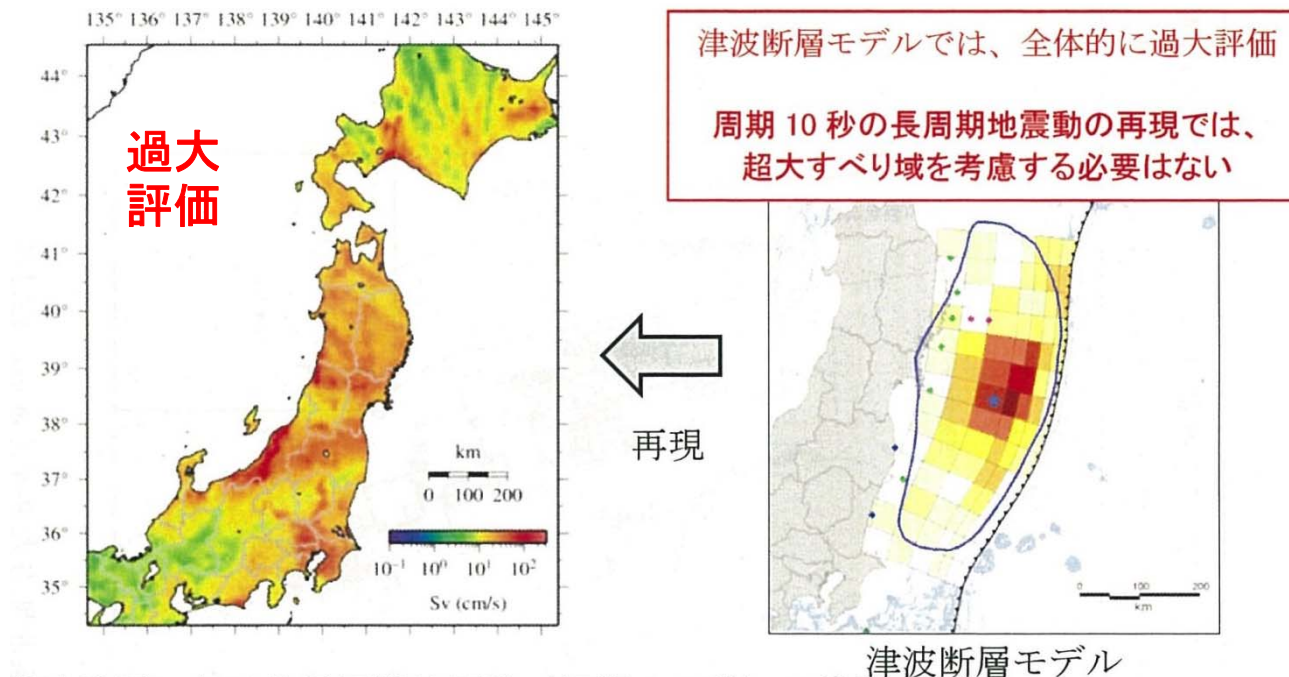 135° 136° 137° 138° 139° 140° 141° 142° 143° 144° 145°
44°
43°
42°
41°
40°
39°
38°
37°
36°
35°
過大
評価
km
0 100 200
10⁻¹ 10⁰ 10¹ 10²
Sv (cm/s)
再現
津波断層モデルでは、全体的に過大評価
周期 10 秒の長周期地震動の再現では、
超大すべり域を考慮する必要はない
0 100 200
km
津波断層モデル